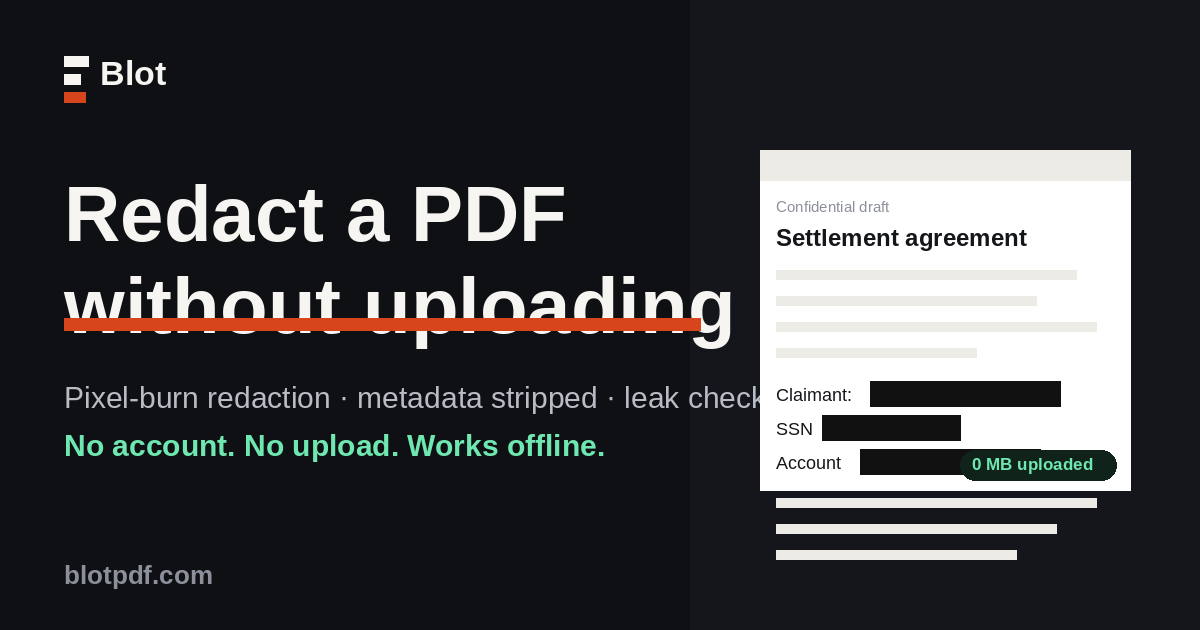 Blot
Redact a PDF
without uploading
Pixel-burn redaction · metadata stripped · leak check
No account. No upload. Works offline.
blotpdf.com
Confidential draft
Settlement agreement
Claimant:
SSN
Account
0 MB uploaded